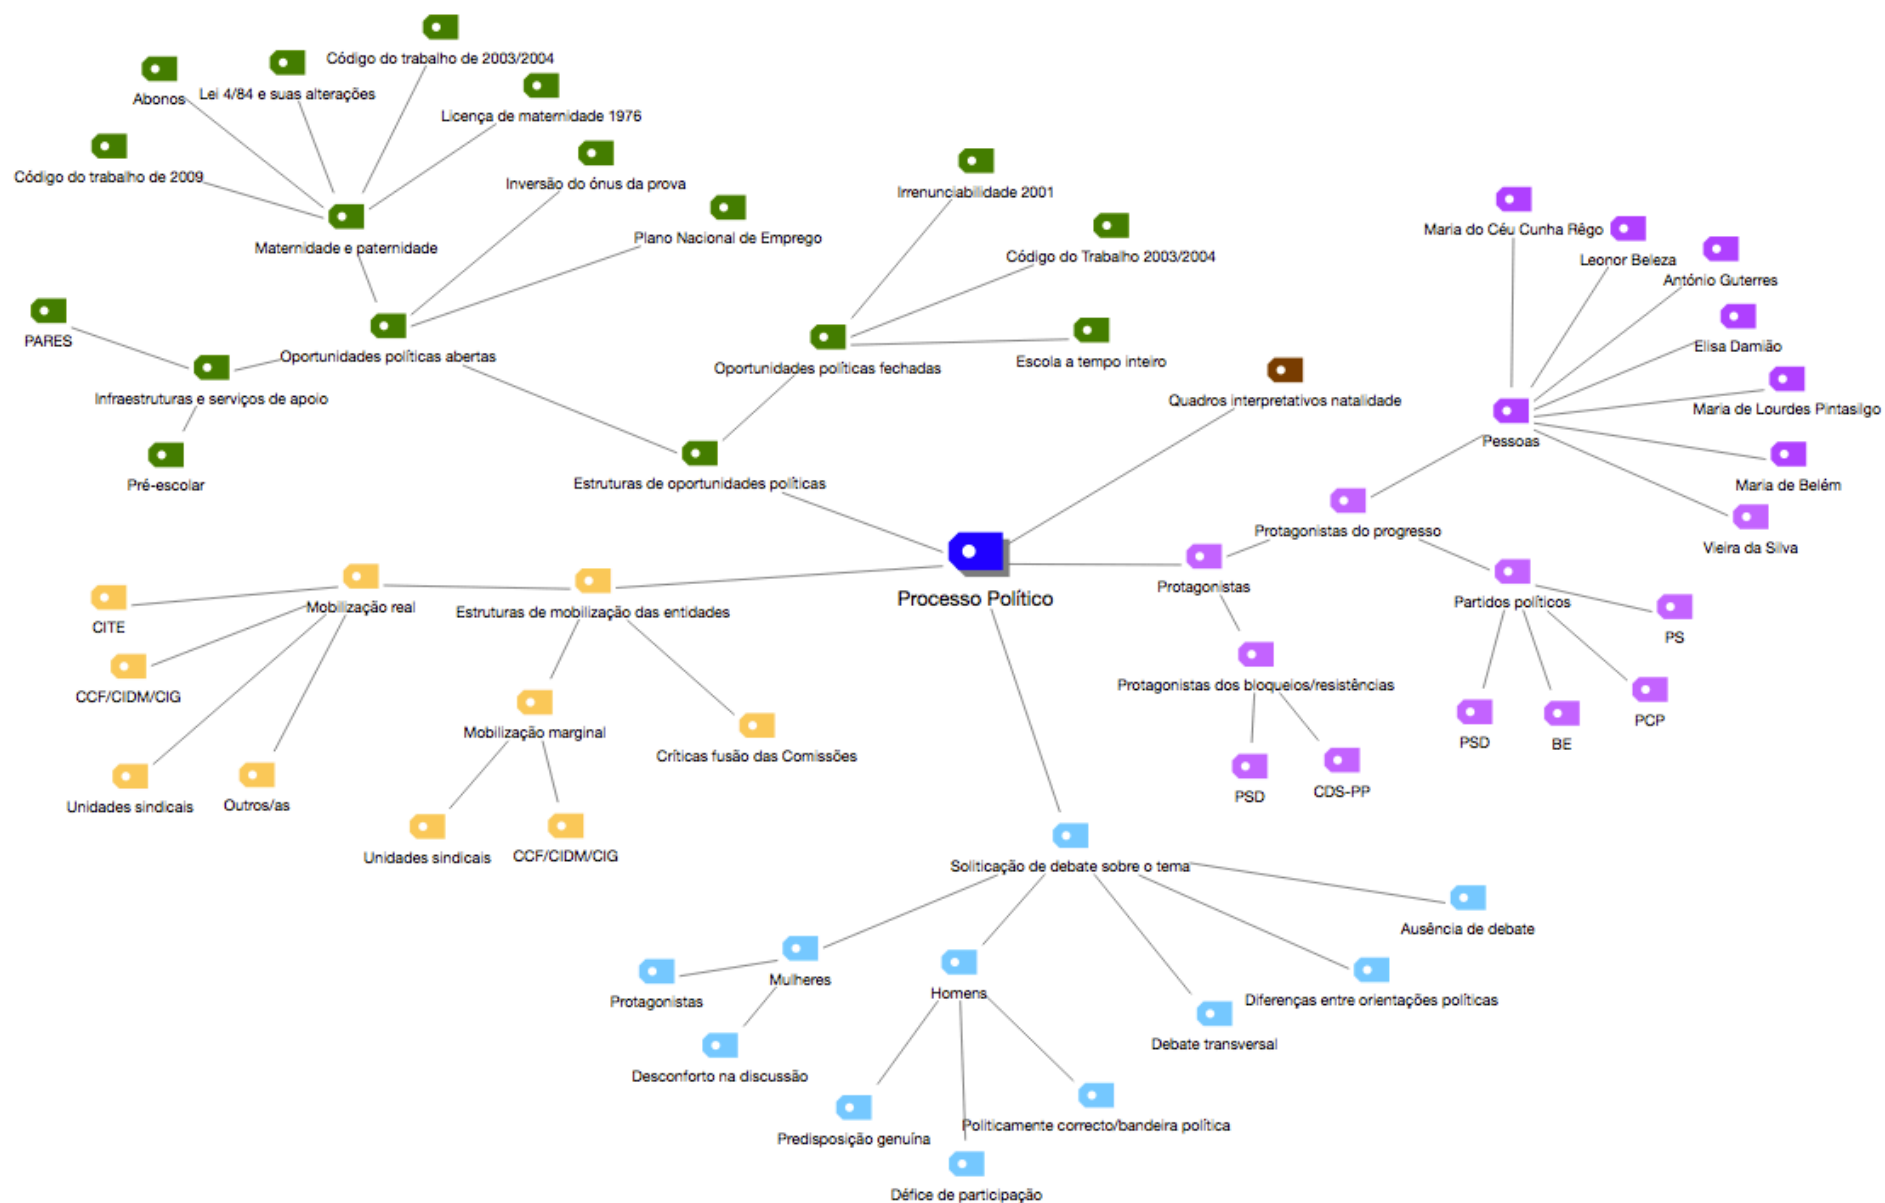 Código do trabalho de 2003/2004
Abonos
Lei 4/84 e suas alterações
Licença de maternidade 1976
Código do trabalho de 2009
Inversão do ónus da prova
Maternidade e paternidade
Plano Nacional de Emprego
PARES
Oportunidades políticas abertas
Infraestruturas e serviços de apoio
Pré-escolar
Irrenunciabilidade 2001
Código do Trabalho 2003/2004
Oportunidades políticas fechadas
Escola a tempo inteiro
Estruturas de oportunidades políticas
Quadros interpretativos natalidade
Maria do Céu Cunha Rêgo
Leonor Beleza
António Guterres
Elisa Damião
Maria de Lourdes Pintasilgo
Pessoas
Maria de Belém
Vieira da Silva
Protagonistas do progresso
Protagonistas
Partidos políticos
PS
PCP
PSD
BE
Protagonistas dos bloqueios/resistências
PSD
CDS-PP
Processo Político
Mobilização real
Estruturas de mobilização das entidades
CITE
CCF/CIDM/CIG
Unidades sindicais
Outros/as
Mobilização marginal
Críticas fusão das Comissões
Unidades sindicais
CCF/CIDM/CIG
Soliticação de debate sobre o tema
Ausência de debate
Mulheres
Homens
Protagonistas
Diferenças entre orientações políticas
Debate transversal
Desconforto na discussão
Predisposição genuína
Politicamente correcto/bandeira política
Défice de participação